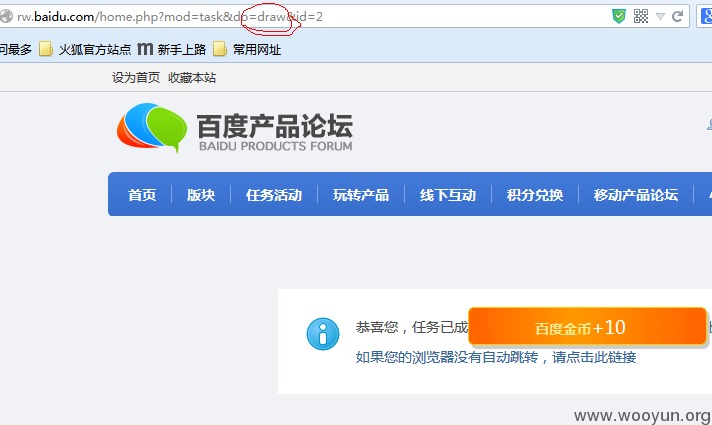 rw.baidu.com/home.php?mod=task&do=draw&id=2
问最多 火狐官方站点 新手上路 常用网址
设为首页 收藏本站
百度产品论坛
BAIDU PRODUCTS FORUM
首页 版块 任务活动 玩转产品 线下互动 积分兑换 移动产品论坛
恭喜您，任务已成
百度金币+10
如果您的浏览器没有自动跳转，请点击此链接
www.wooyun.org